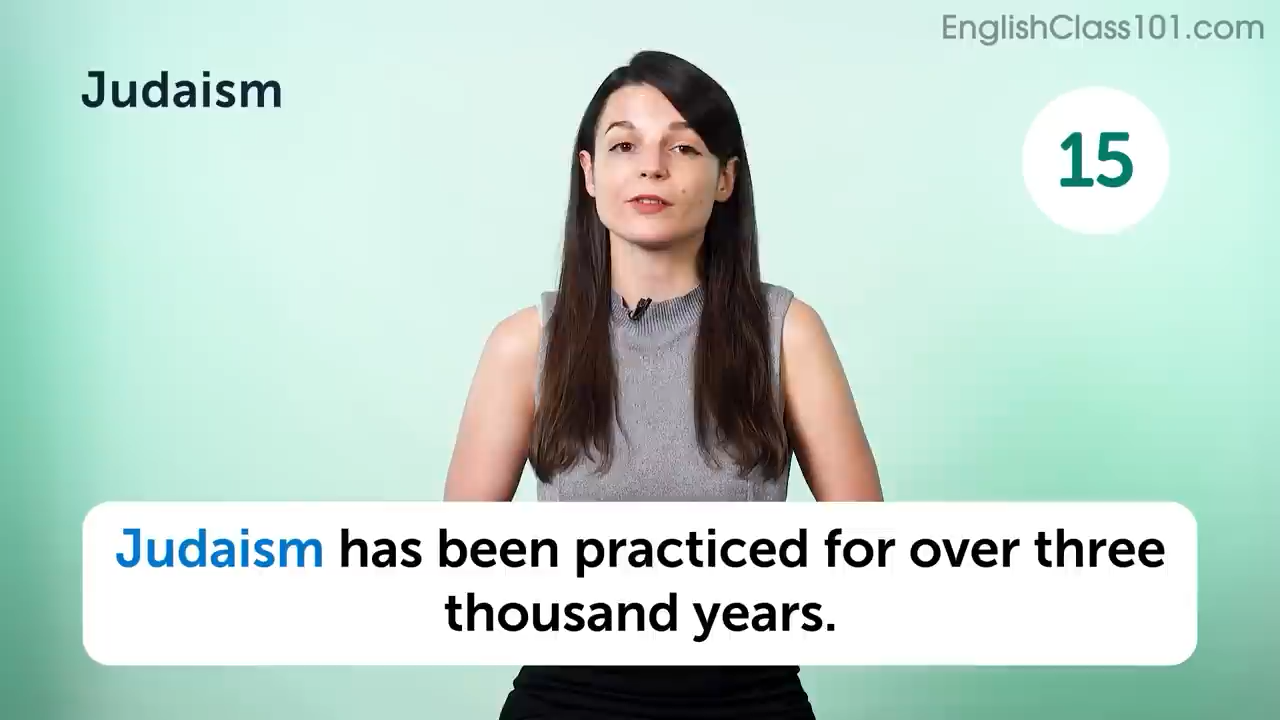 EnglishClass101.com
Judaism
15
Judaism has been practiced for over three
thousand years.